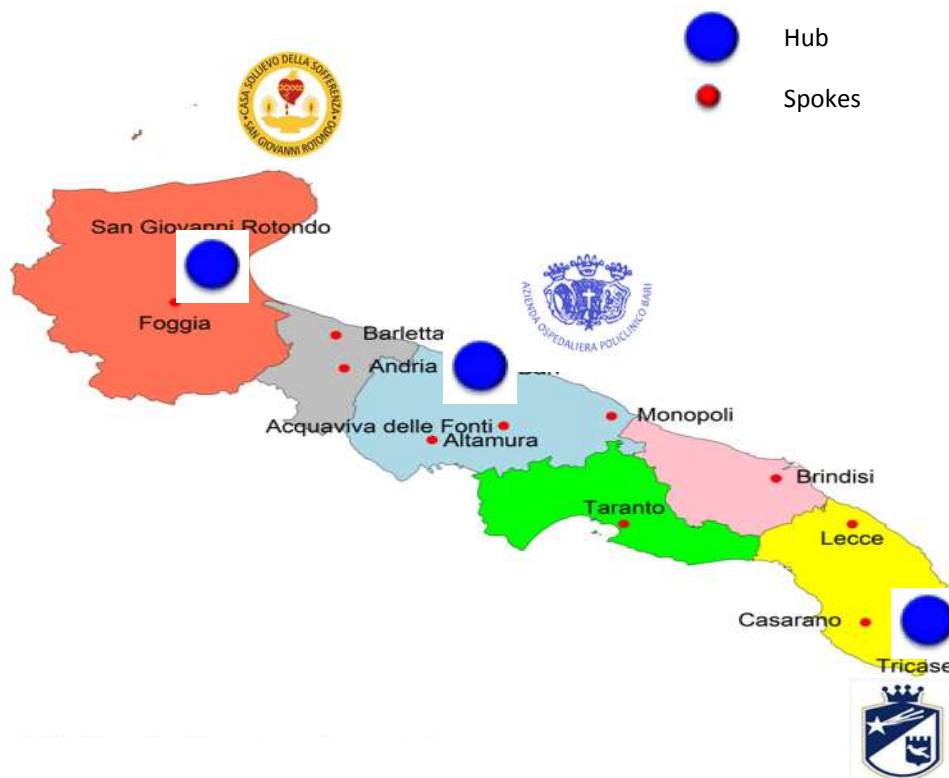 Hub
Spokes
CASA SOLLIEVO DELLA SOFFERENZA
SAN GIOVANNI ROTONDO
San Giovanni Rotondo
Foggia
AZIENDA OSPEDALIERA POLICLINICO BARI
Barletta
Andria
Monopoli
Acquaviva delle Fonti
Altamura
Brindisi
Taranto
Lecce
Casarano
Tricase